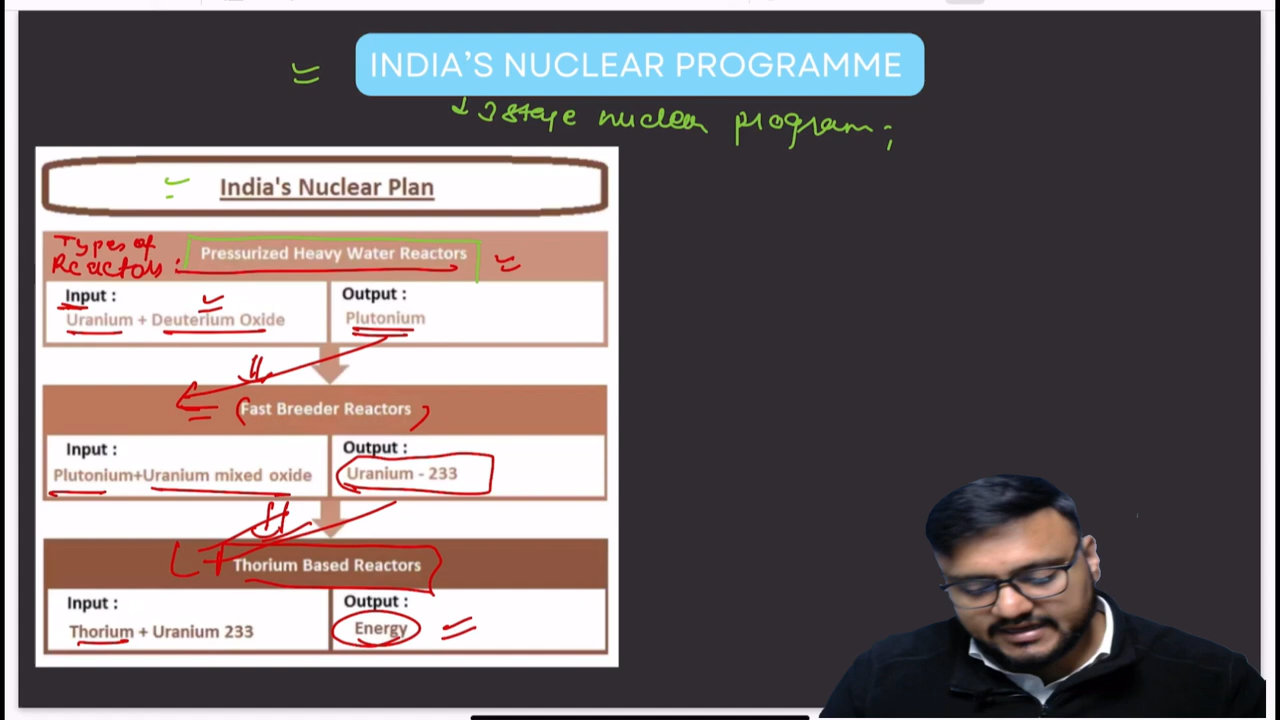 INDIA'S NUCLEAR PROGRAMME
↓ 3 stage nuclear program;
India's Nuclear Plan
Types of
Reactors:
Pressurized Heavy Water Reactors
Input :
Uranium + Deuterium Oxide
Output :
Plutonium
Fast Breeder Reactors
Input :
Plutonium+Uranium mixed oxide
Output :
Uranium - 233
Thorium Based Reactors
Input :
Thorium + Uranium 233
Output :
Energy